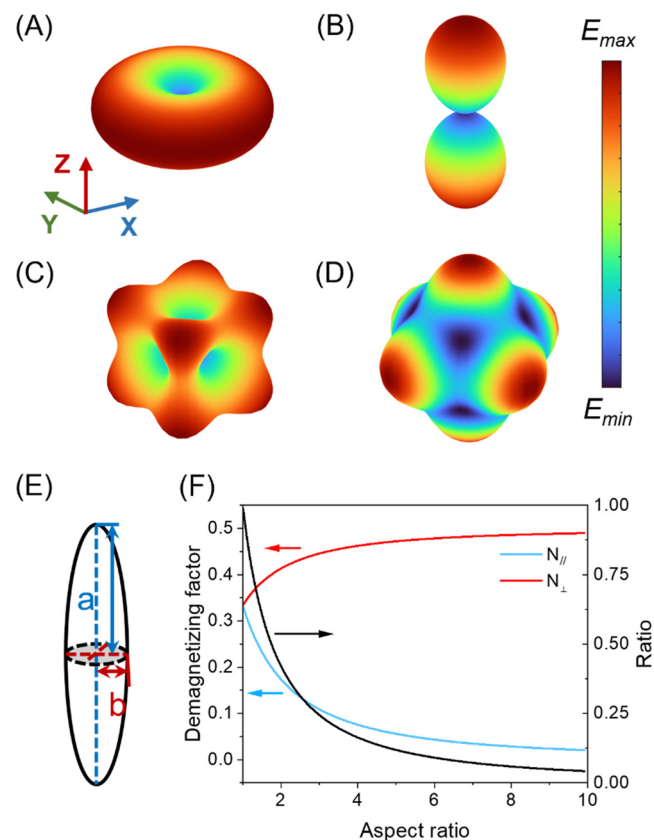 (A)
(B)
E_max
Z
Y
X
(C)
(D)
E_min
(E)
(F)
a
b
0.5
0.4
0.3
0.2
0.1
0.0
Demagnetizing factor
N_//
N_⊥
1.00
0.75
0.50
0.25
0.00
Ratio
2
4
6
8
10
Aspect ratio